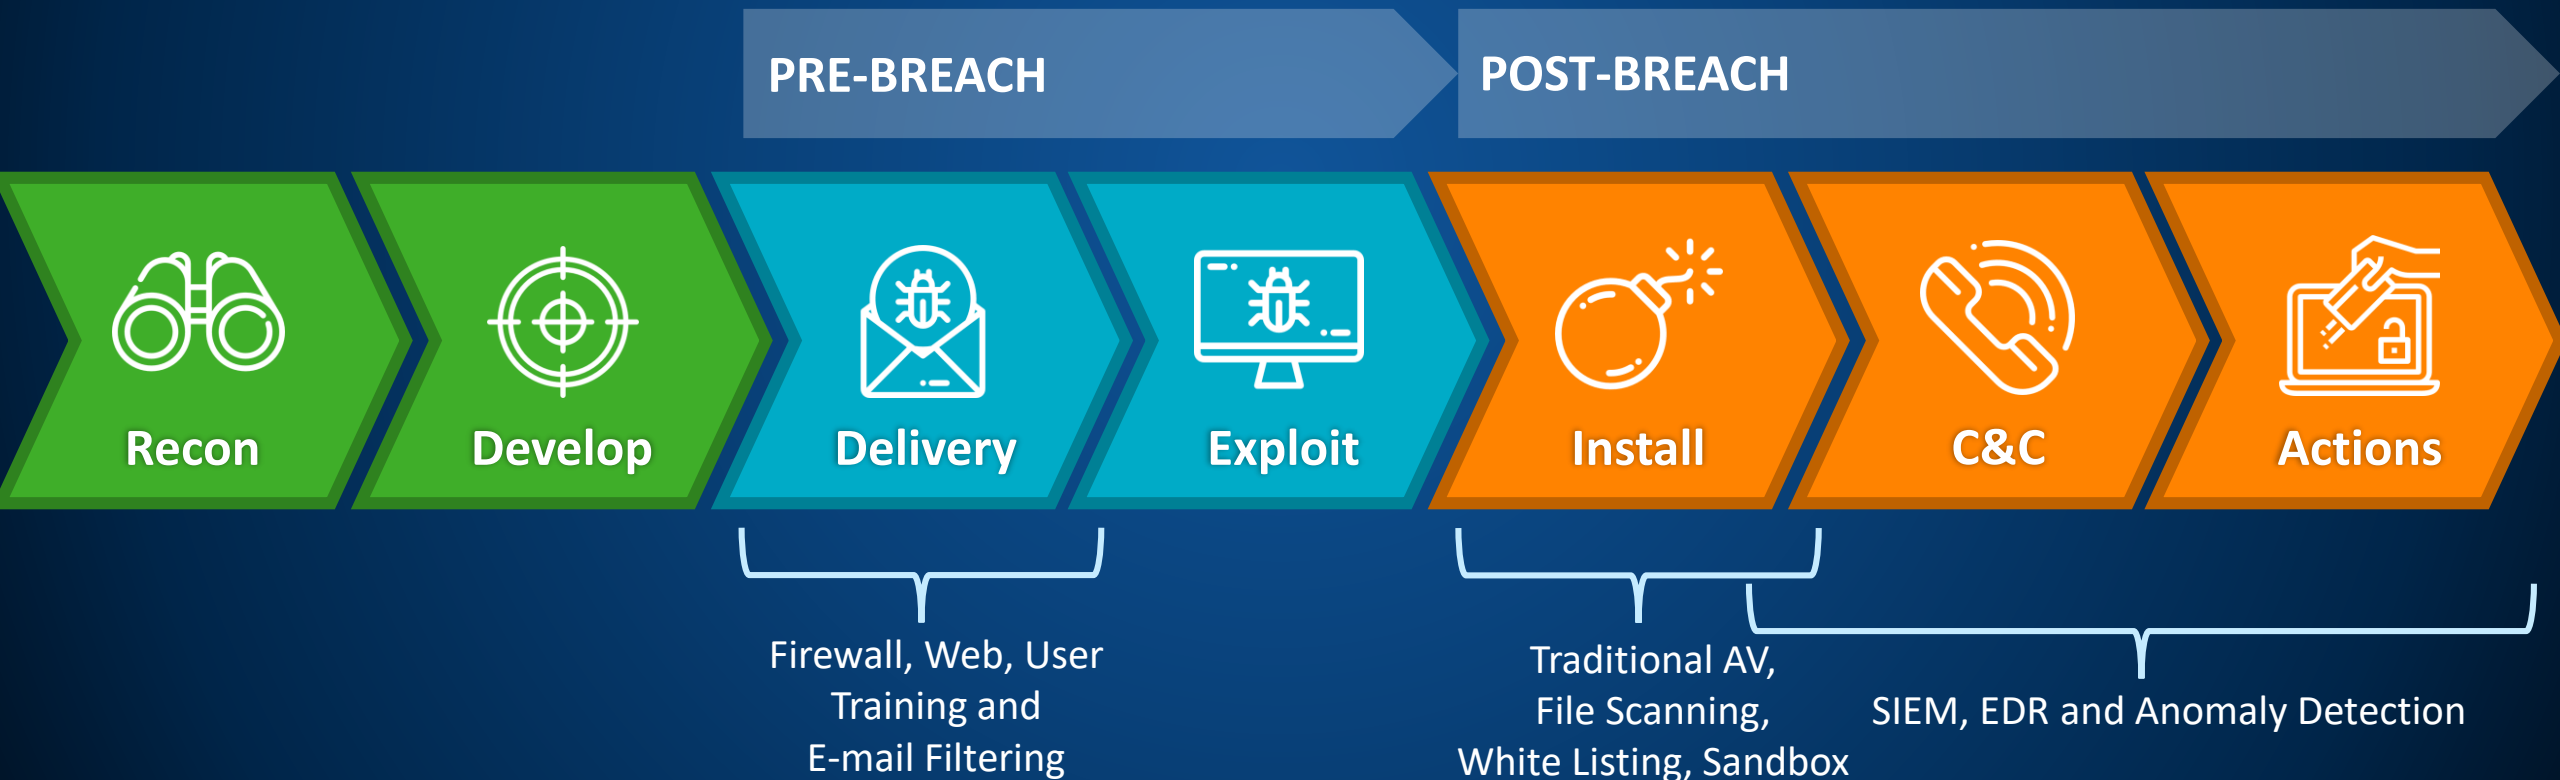 PRE-BREACH
POST-BREACH
Recon
Develop
Delivery
Exploit
Install
C&C
Actions
Firewall, Web, User
Training and
E-mail Filtering
Traditional AV,
File Scanning,
White Listing, Sandbox
SIEM, EDR and Anomaly Detection